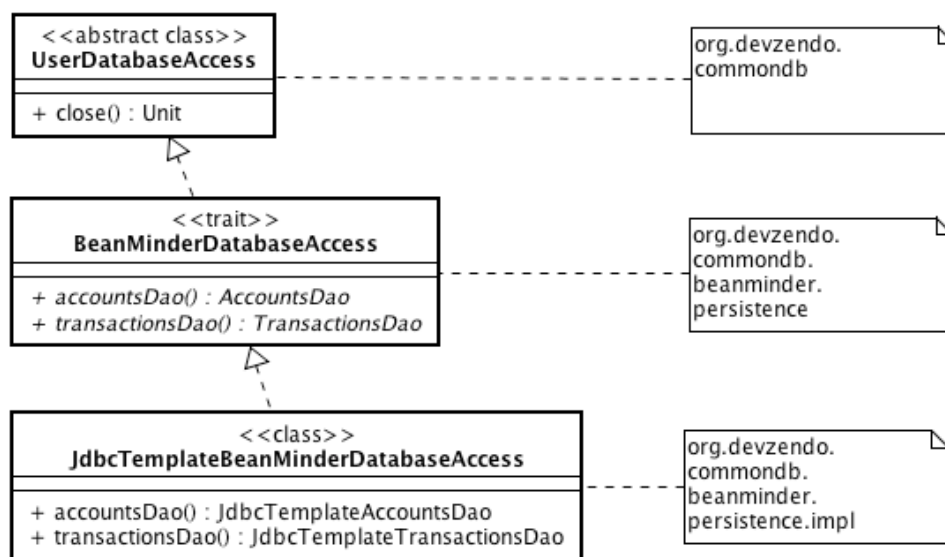 <<abstract class>>
UserDatabaseAccess
+ close() : Unit
org.devzendo.
commondb
<<trait>>
BeanMinderDatabaseAccess
+ accountsDao() : AccountsDao
+ transactionsDao() : TransactionsDao
org.devzendo.
commondb.
beanminder.
persistence
<<class>>
JdbcTemplateBeanMinderDatabaseAccess
+ accountsDao() : JdbcTemplateAccountsDao
+ transactionsDao() : JdbcTemplateTransactionsDao
org.devzendo.
commondb.
beanminder.
persistence.impl